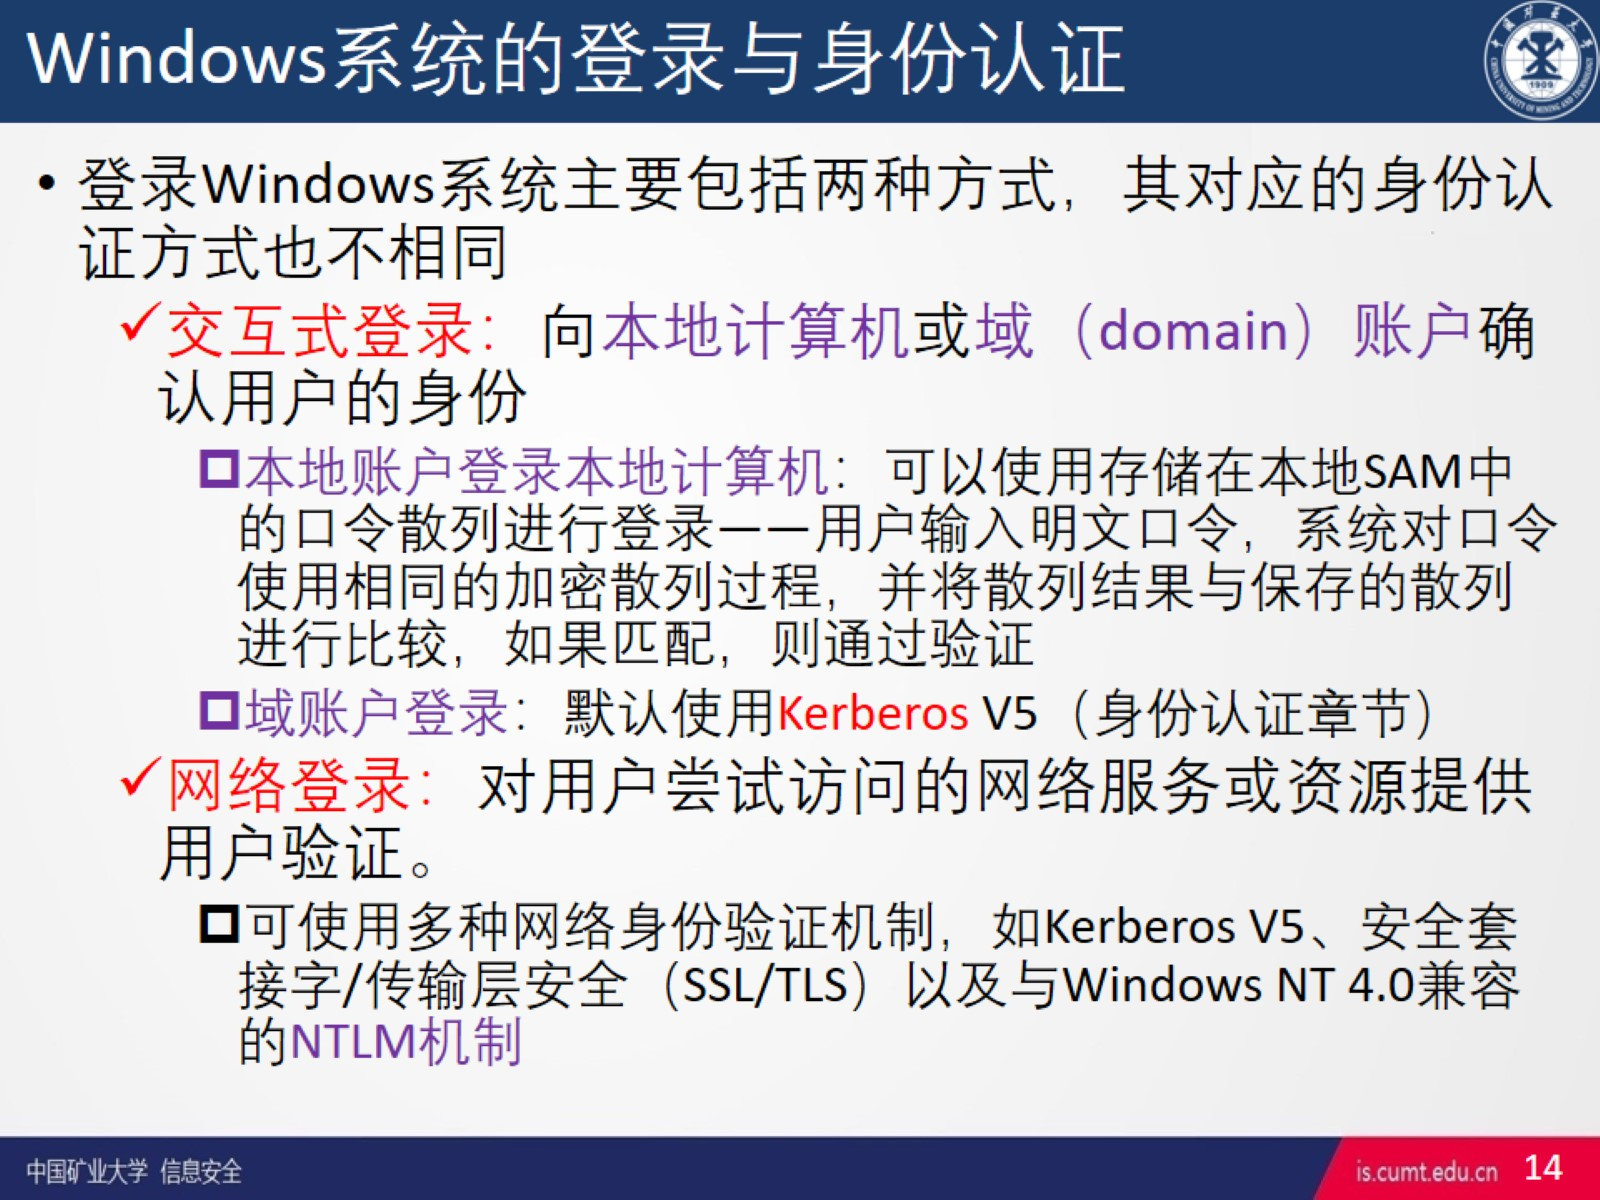 Windows系统的登录与身份认证
1909
CHINA UNIVERSITY OF MINING AND TECHNOLOGY
• 登录Windows系统主要包括两种方式，其对应的身份认
证方式也不相同
✓交互式登录：向本地计算机或域（domain）账户确
认用户的身份
本地账户登录本地计算机：可以使用存储在本地SAM中
的口令散列进行登录——用户输入明文口令，系统对口令
使用相同的加密散列过程，并将散列结果与保存的散列
进行比较，如果匹配，则通过验证
域账户登录：默认使用Kerberos V5（身份认证章节）
✓网络登录：对用户尝试访问的网络服务或资源提供
用户验证。
可使用多种网络身份验证机制，如Kerberos V5、安全套
接字/传输层安全（SSL/TLS）以及与Windows NT 4.0兼容
的NTLM机制
中国矿业大学 信息安全
is.cumt.edu.cn 14